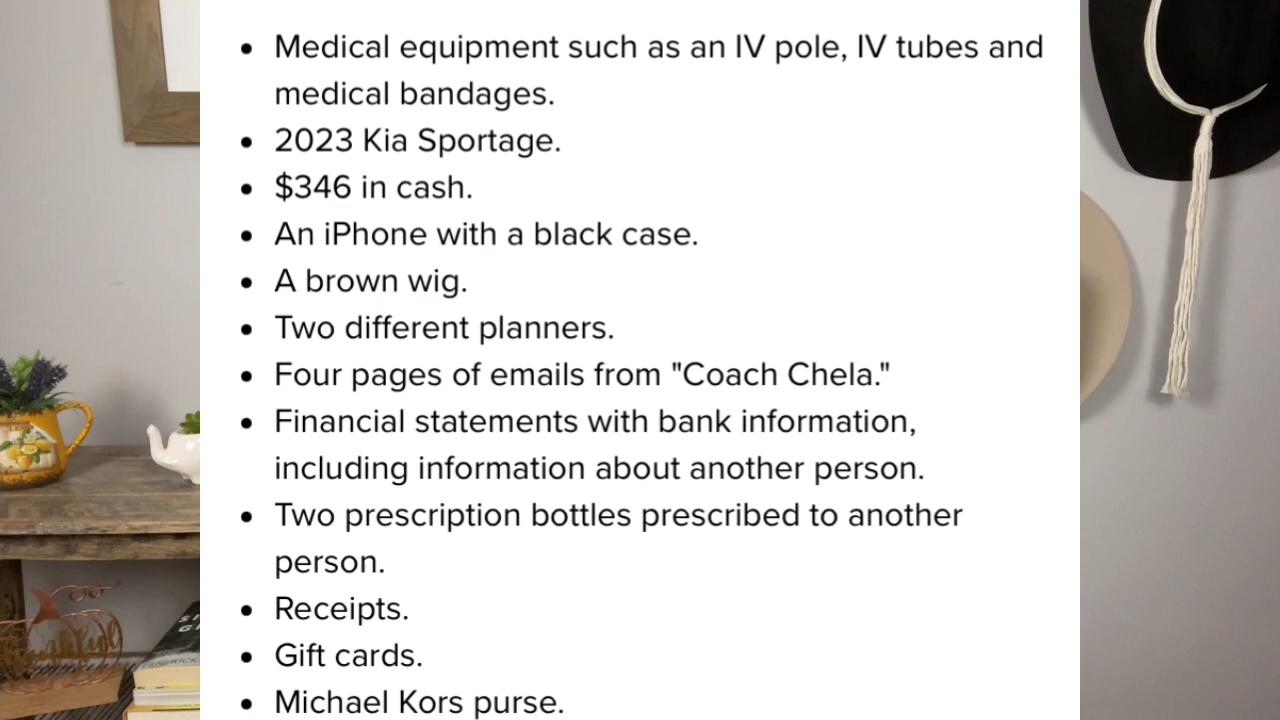 • Medical equipment such as an IV pole, IV tubes and
medical bandages.
• 2023 Kia Sportage.
• $346 in cash.
• An iPhone with a black case.
• A brown wig.
• Two different planners.
• Four pages of emails from "Coach Chela."
• Financial statements with bank information,
including information about another person.
• Two prescription bottles prescribed to another
person.
• Receipts.
• Gift cards.
• Michael Kors purse.